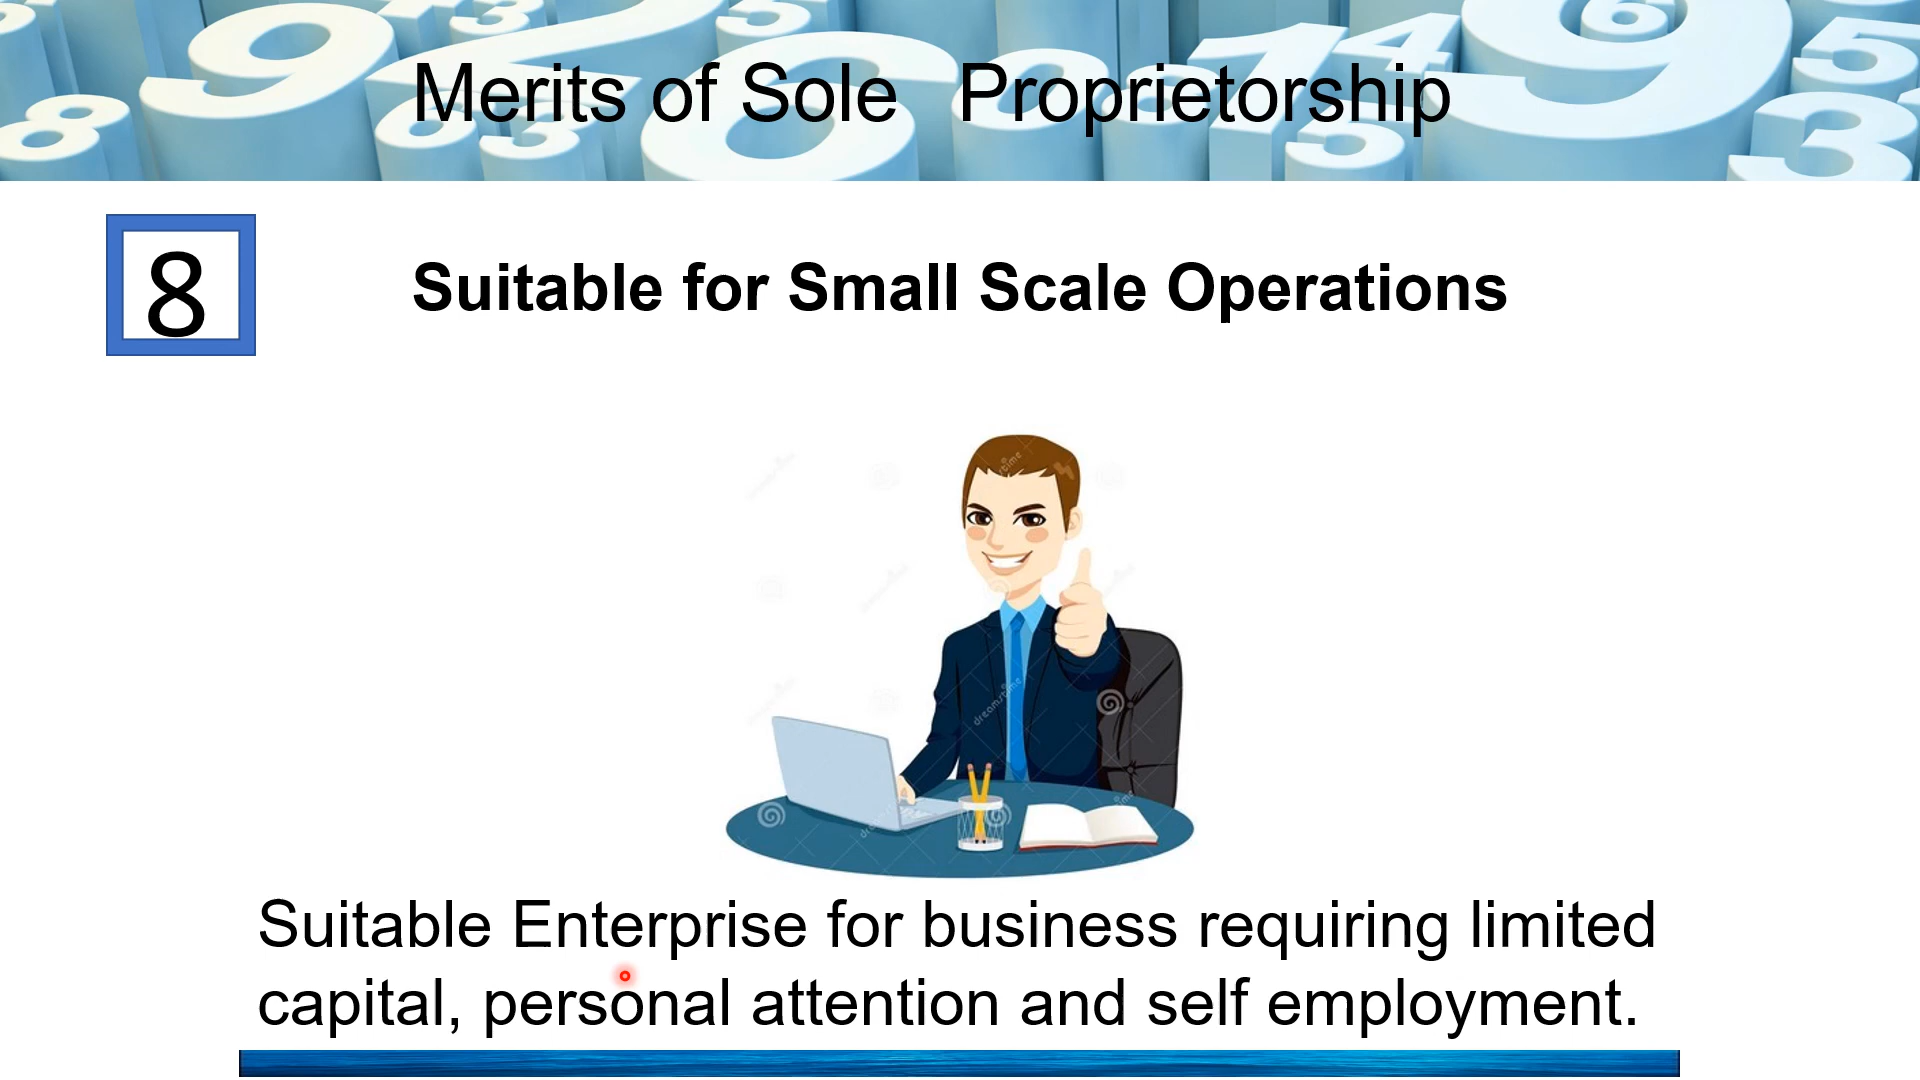 Merits of Sole Proprietorship
8
Suitable for Small Scale Operations
Suitable Enterprise for business requiring limited
capital, personal attention and self employment.